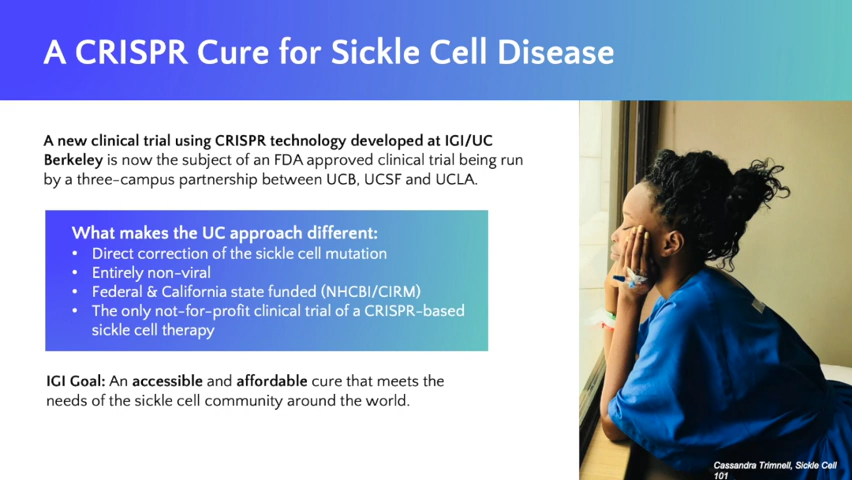 A CRISPR Cure for Sickle Cell Disease
A new clinical trial using CRISPR technology developed at IGI/UC
Berkeley is now the subject of an FDA approved clinical trial being run
by a three-campus partnership between UCB, UCSF and UCLA.
What makes the UC approach different:
• Direct correction of the sickle cell mutation
• Entirely non-viral
• Federal & California state funded (NHCBI/CIRM)
• The only not-for-profit clinical trial of a CRISPR-based
sickle cell therapy
IGI Goal: An accessible and affordable cure that meets the
needs of the sickle cell community around the world.
Cassandra Trimnell, Sickle Cell
101